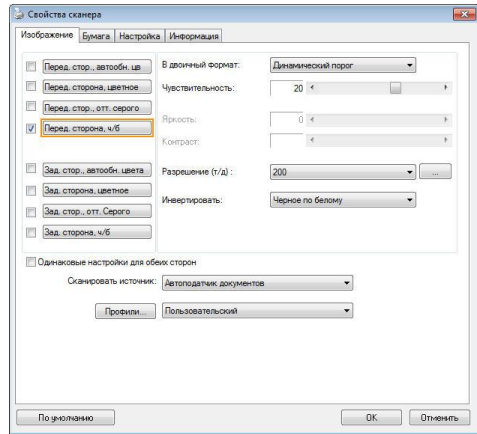 Свойства сканера
Изображение Бумага Настройка Информация
Перед. стор., автообн. цв
Перед. сторона, цветное
Перед. стор., отт. серого
Перед. сторона, ч/б
Зад. стор., автообн. цвета
Зад. сторона, цветное
Зад. стор., отт. Серого
Зад. сторона, ч/б
В двоичный формат: Динамический порог
Чувствительность: 20
Яркость: 0
Контраст:
Разрешение (т/д) : 200 ...
Инвертировать: Черное по белому
Одинаковые настройки для обеих сторон
Сканировать источник: Автоподатчик документов
Профили... Пользовательский
По умолчанию OK Отменить